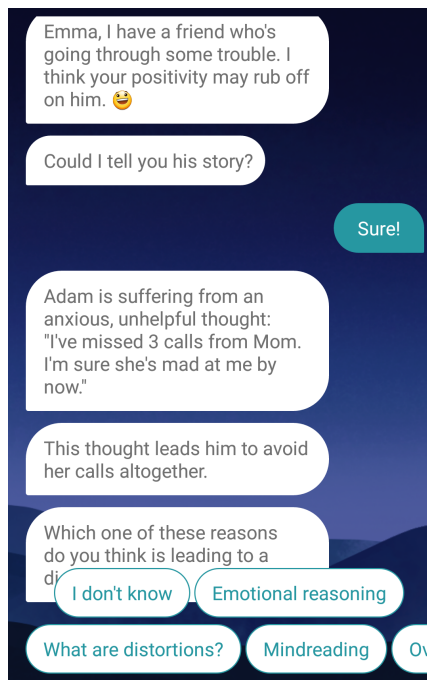 Emma, I have a friend who's
going through some trouble. I
think your positivity may rub off
on him. 😃
Could I tell you his story?
Sure!
Adam is suffering from an
anxious, unhelpful thought:
"I've missed 3 calls from Mom.
I'm sure she's mad at me by
now."
This thought leads him to avoid
her calls altogether.
Which one of these reasons
do you think is leading to a
I don't know
Emotional reasoning
What are distortions?
Mindreading